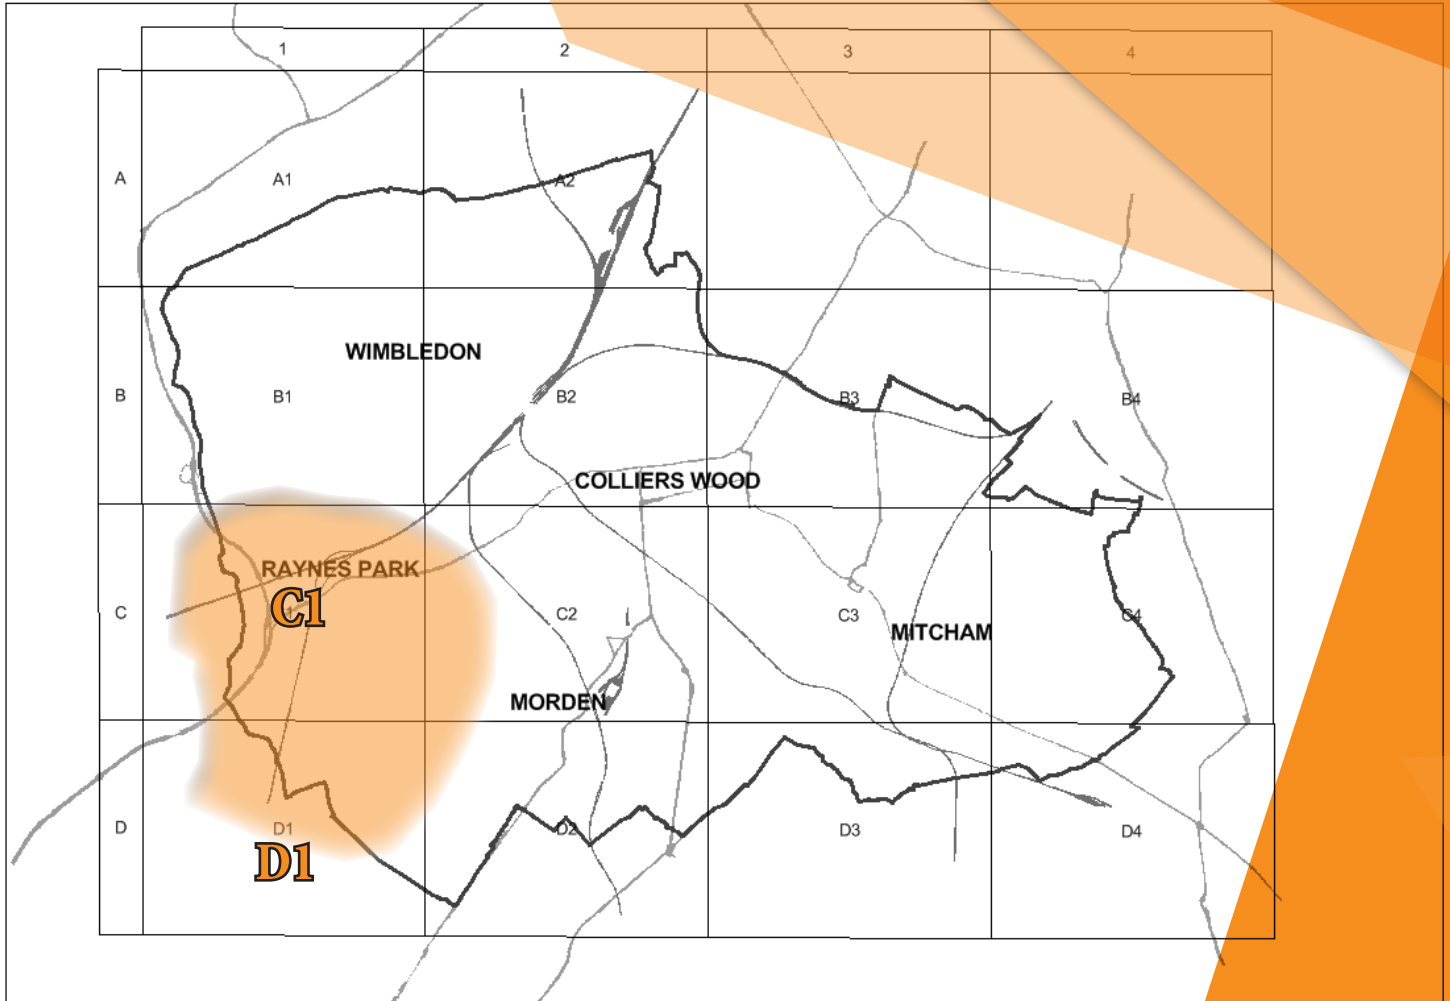 1 2 3 4
A A1 A2
WIMBLEDON
B B1 B2 B3 B4
COLLIERS WOOD
RAYNES PARK
C C1 C2 C3 C4
MITCHAM
MORDEN
D D1 D2 D3 D4
D1